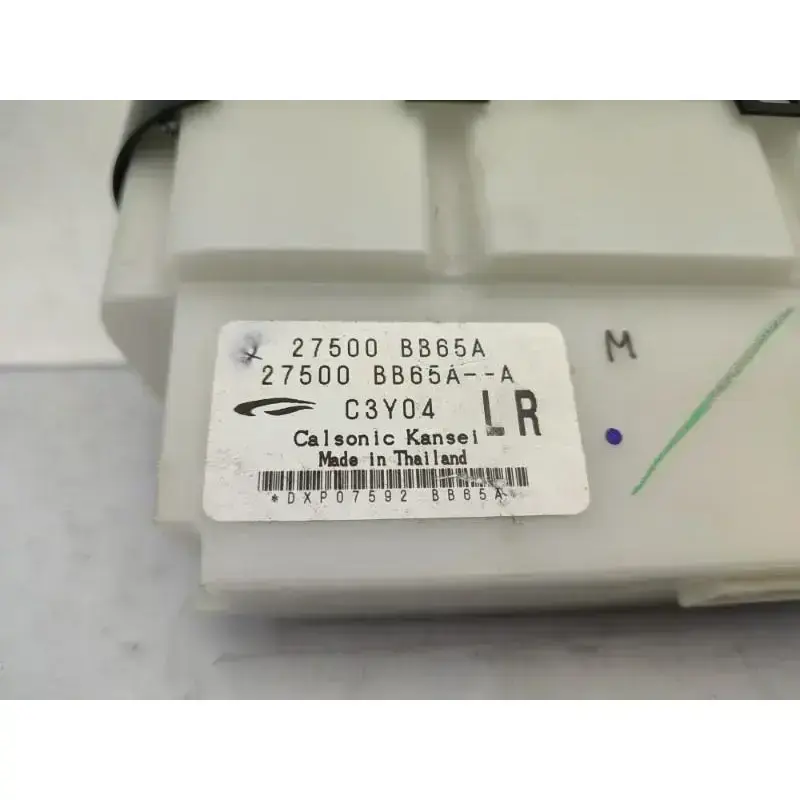 27500 BB65A
27500 BB65A--A
C3Y04 LR
Calsonic Kansei
Made in Thailand
*DXP07592 BB65A*
M